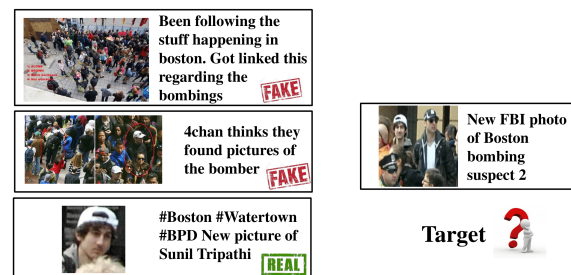 Been following the
stuff happening in
boston. Got linked this
regarding the
bombings
FAKE
4chan thinks they
found pictures of
the bomber
FAKE
#Boston #Watertown
#BPD New picture of
Sunil Tripathi
REAL
New FBI photo
of Boston
bombing
suspect 2
Target
?